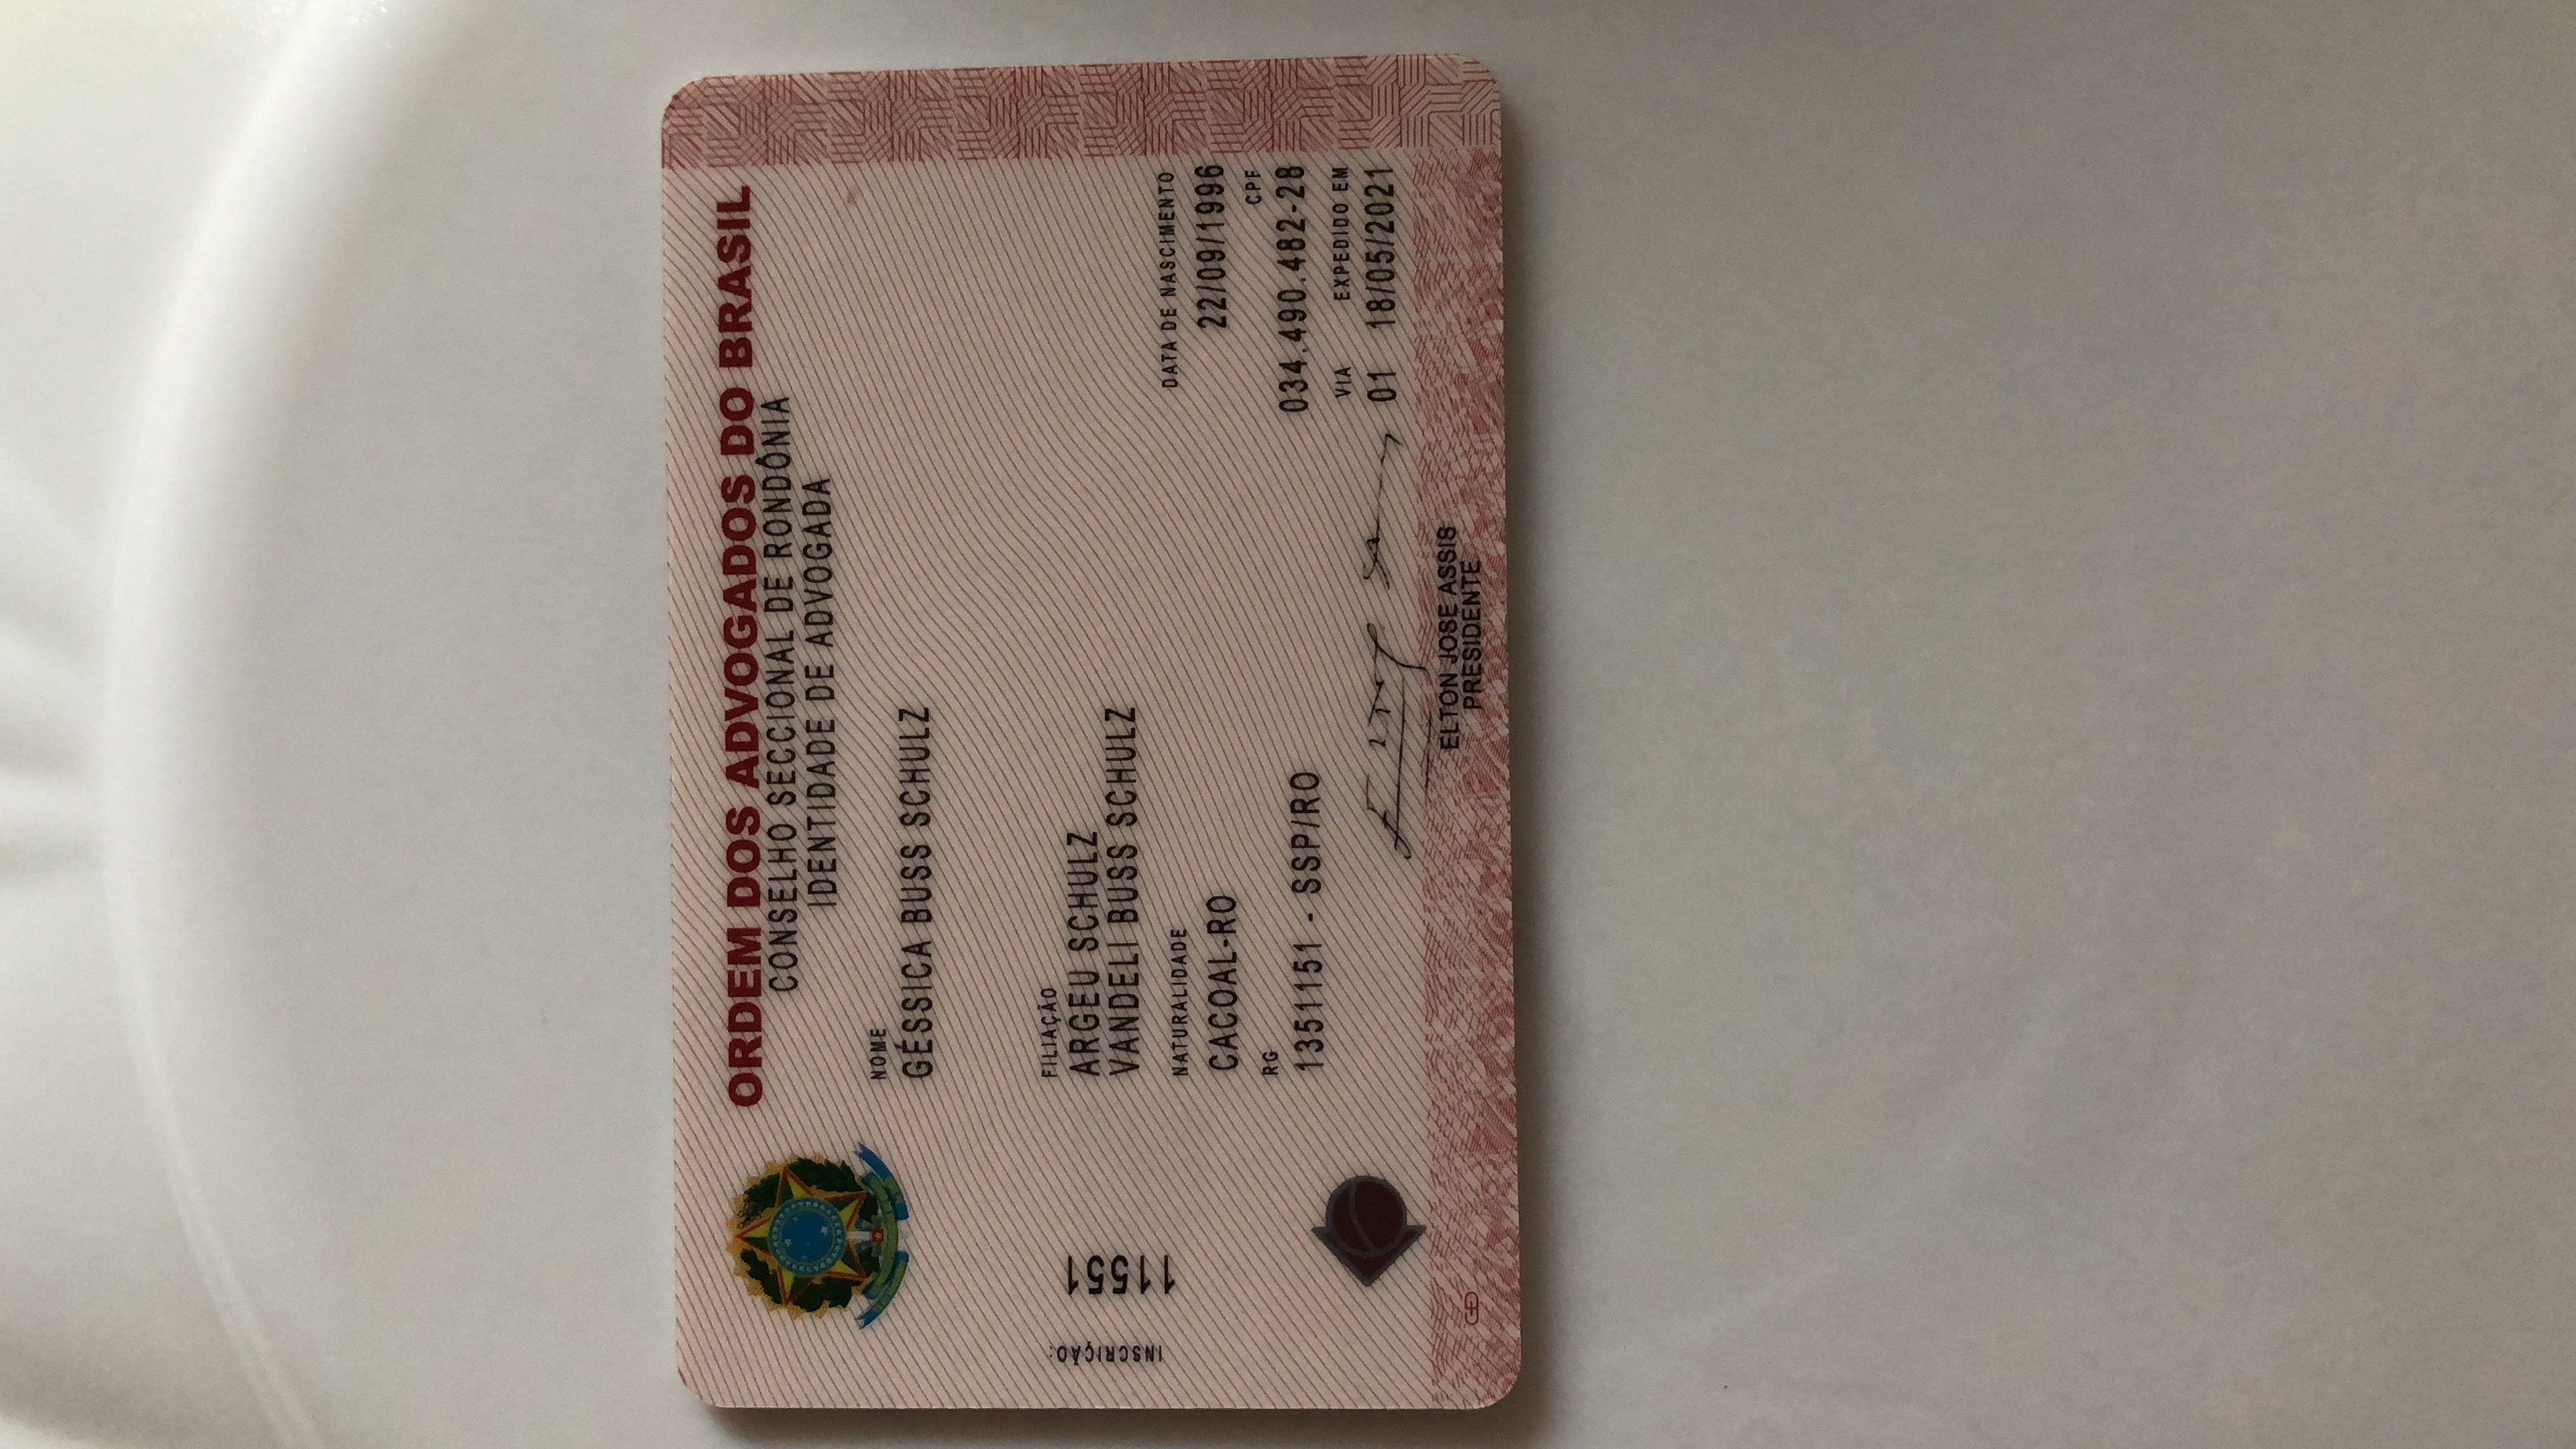 ORDEM DOS ADVOGADOS DO BRASIL
CONSELHO SECCIONAL DE RONDÔNIA
IDENTIDADE DE ADVOGADA
NOME
GÉSSICA BUSS SCHULZ
FILIAÇÃO
ARGEU SCHULZ
VANDELI BUSS SCHULZ
NATURALIDADE
CACOAL-RO
DATA DE NASCIMENTO
22/09/1996
RG
1351151 - SSP/RO
CPF
034.490.482-28
VIA EXPEDIDO EM
01 18/05/2021
ELTON JOSE ASSIS
PRESIDENTE
INSCRIÇÃO:
11551